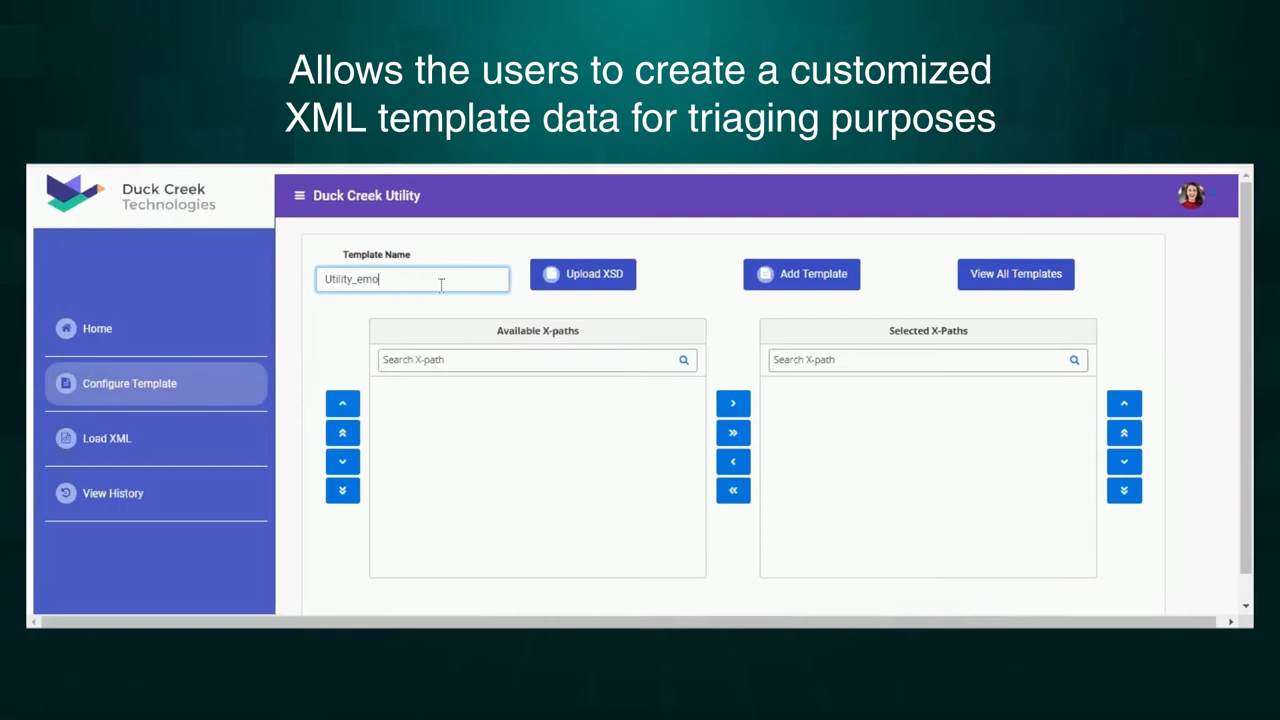 Allows the users to create a customized
XML template data for triaging purposes
Duck Creek
Technologies
Duck Creek Utility
Template Name
Utility_emo
Upload XSD
Add Template
View All Templates
Home
Configure Template
Load XML
View History
Available X-paths
Search X-path
Selected X-Paths
Search X-path